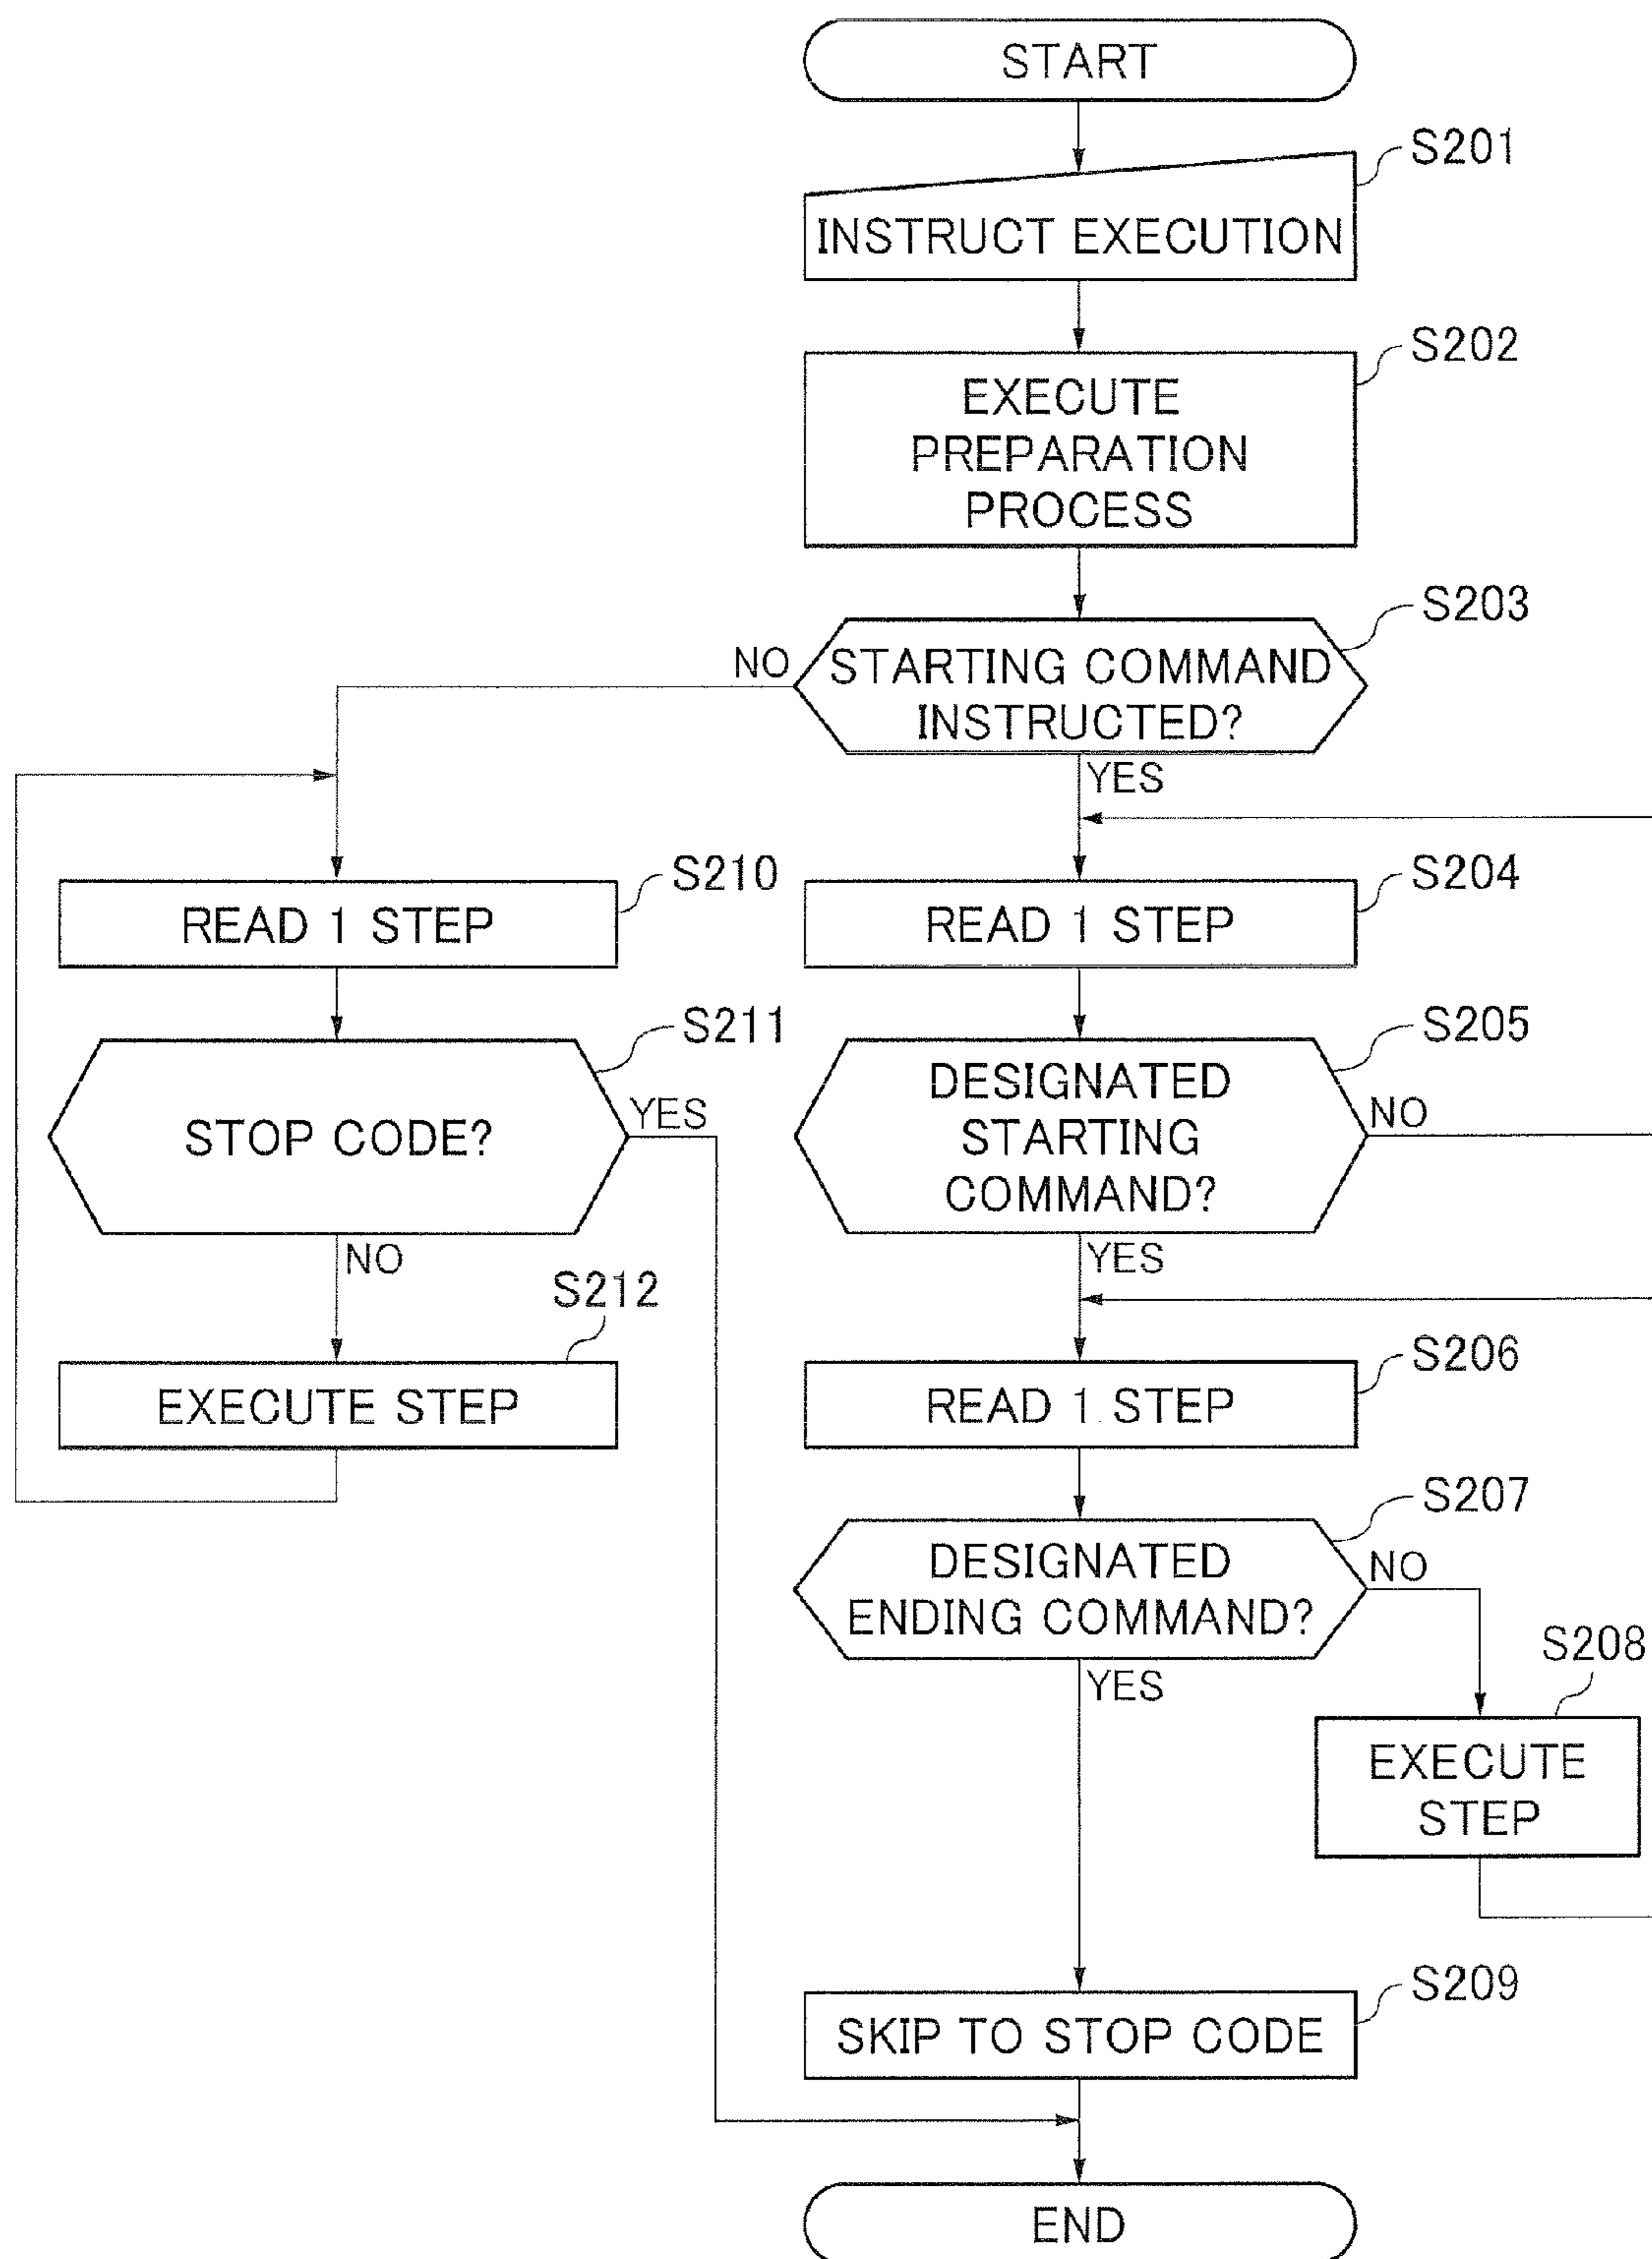 START
S201
INSTRUCT EXECUTION
S202
EXECUTE
PREPARATION
PROCESS
S203
NO
STARTING COMMAND
INSTRUCTED?
YES
S210
READ 1 STEP
S204
READ 1 STEP
S211
STOP CODE?
YES
NO
S205
DESIGNATED
STARTING
COMMAND?
NO
YES
S212
EXECUTE STEP
S206
READ 1 STEP
S207
DESIGNATED
ENDING COMMAND?
NO
YES
S208
EXECUTE
STEP
S209
SKIP TO STOP CODE
END